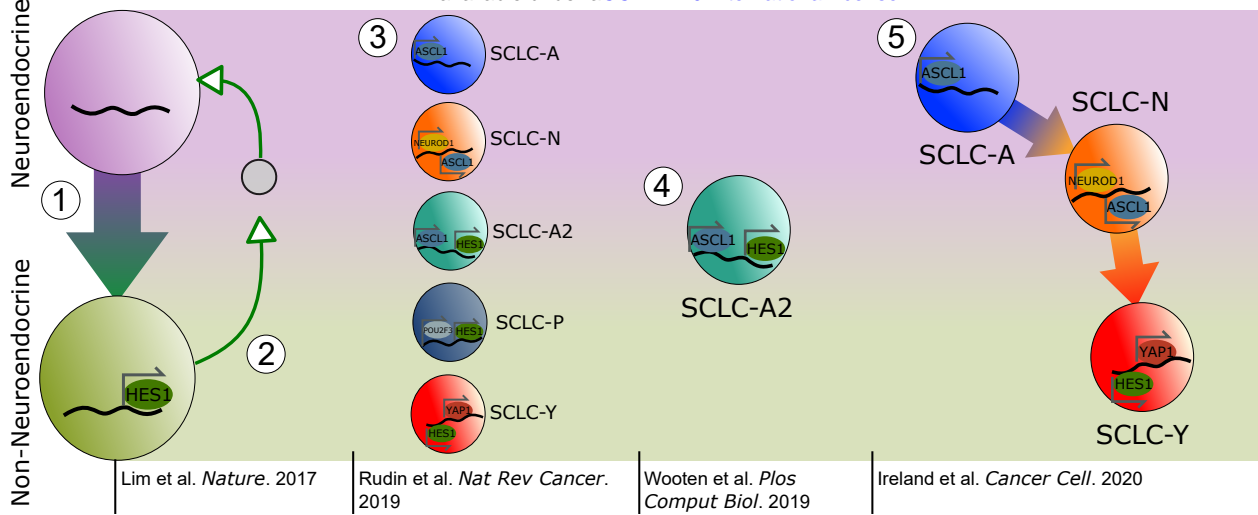 Neuroendocrine
Non-Neuroendocrine
1
2
HES1
3
ASCL1
SCLC-A
NEUROD1
ASCL1
SCLC-N
ASCL1
HES1
SCLC-A2
POU2F3
HES1
SCLC-P
YAP1
HES1
SCLC-Y
4
ASCL1
HES1
SCLC-A2
5
ASCL1
SCLC-A
SCLC-N
NEUROD1
ASCL1
YAP1
HES1
SCLC-Y
Lim et al. Nature. 2017
Rudin et al. Nat Rev Cancer.
2019
Wooten et al. Plos
Comput Biol. 2019
Ireland et al. Cancer Cell. 2020